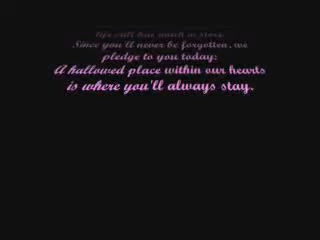 Since you'll never be forgotten, we
pledge to you today:
A hallowed place within our hearts
is where you'll always stay.